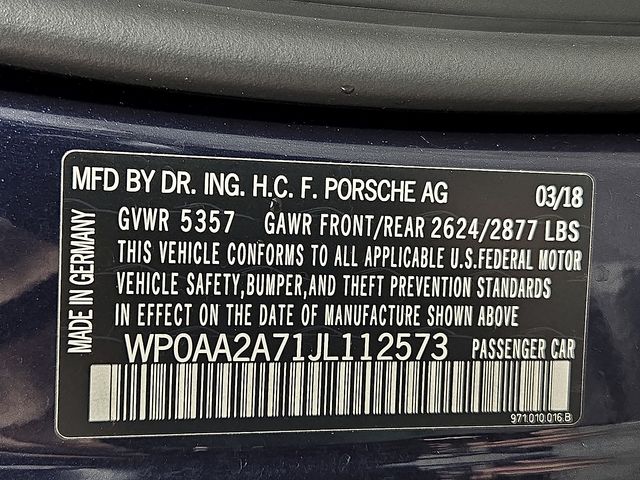 MFD BY DR. ING. H.C. F. PORSCHE AG 03/18
GVWR 5357 GAWR FRONT/REAR 2624/2877 LBS
THIS VEHICLE CONFORMS TO ALL APPLICABLE U.S.FEDERAL MOTOR
VEHICLE SAFETY,BUMPER,AND THEFT PREVENTION STANDARDS
IN EFFECT ON THE DATE OF MANUFACTURE SHOWN ABOVE
WP0AA2A71JL112573 PASSENGER CAR
971.010.016.B
MADE IN GERMANY